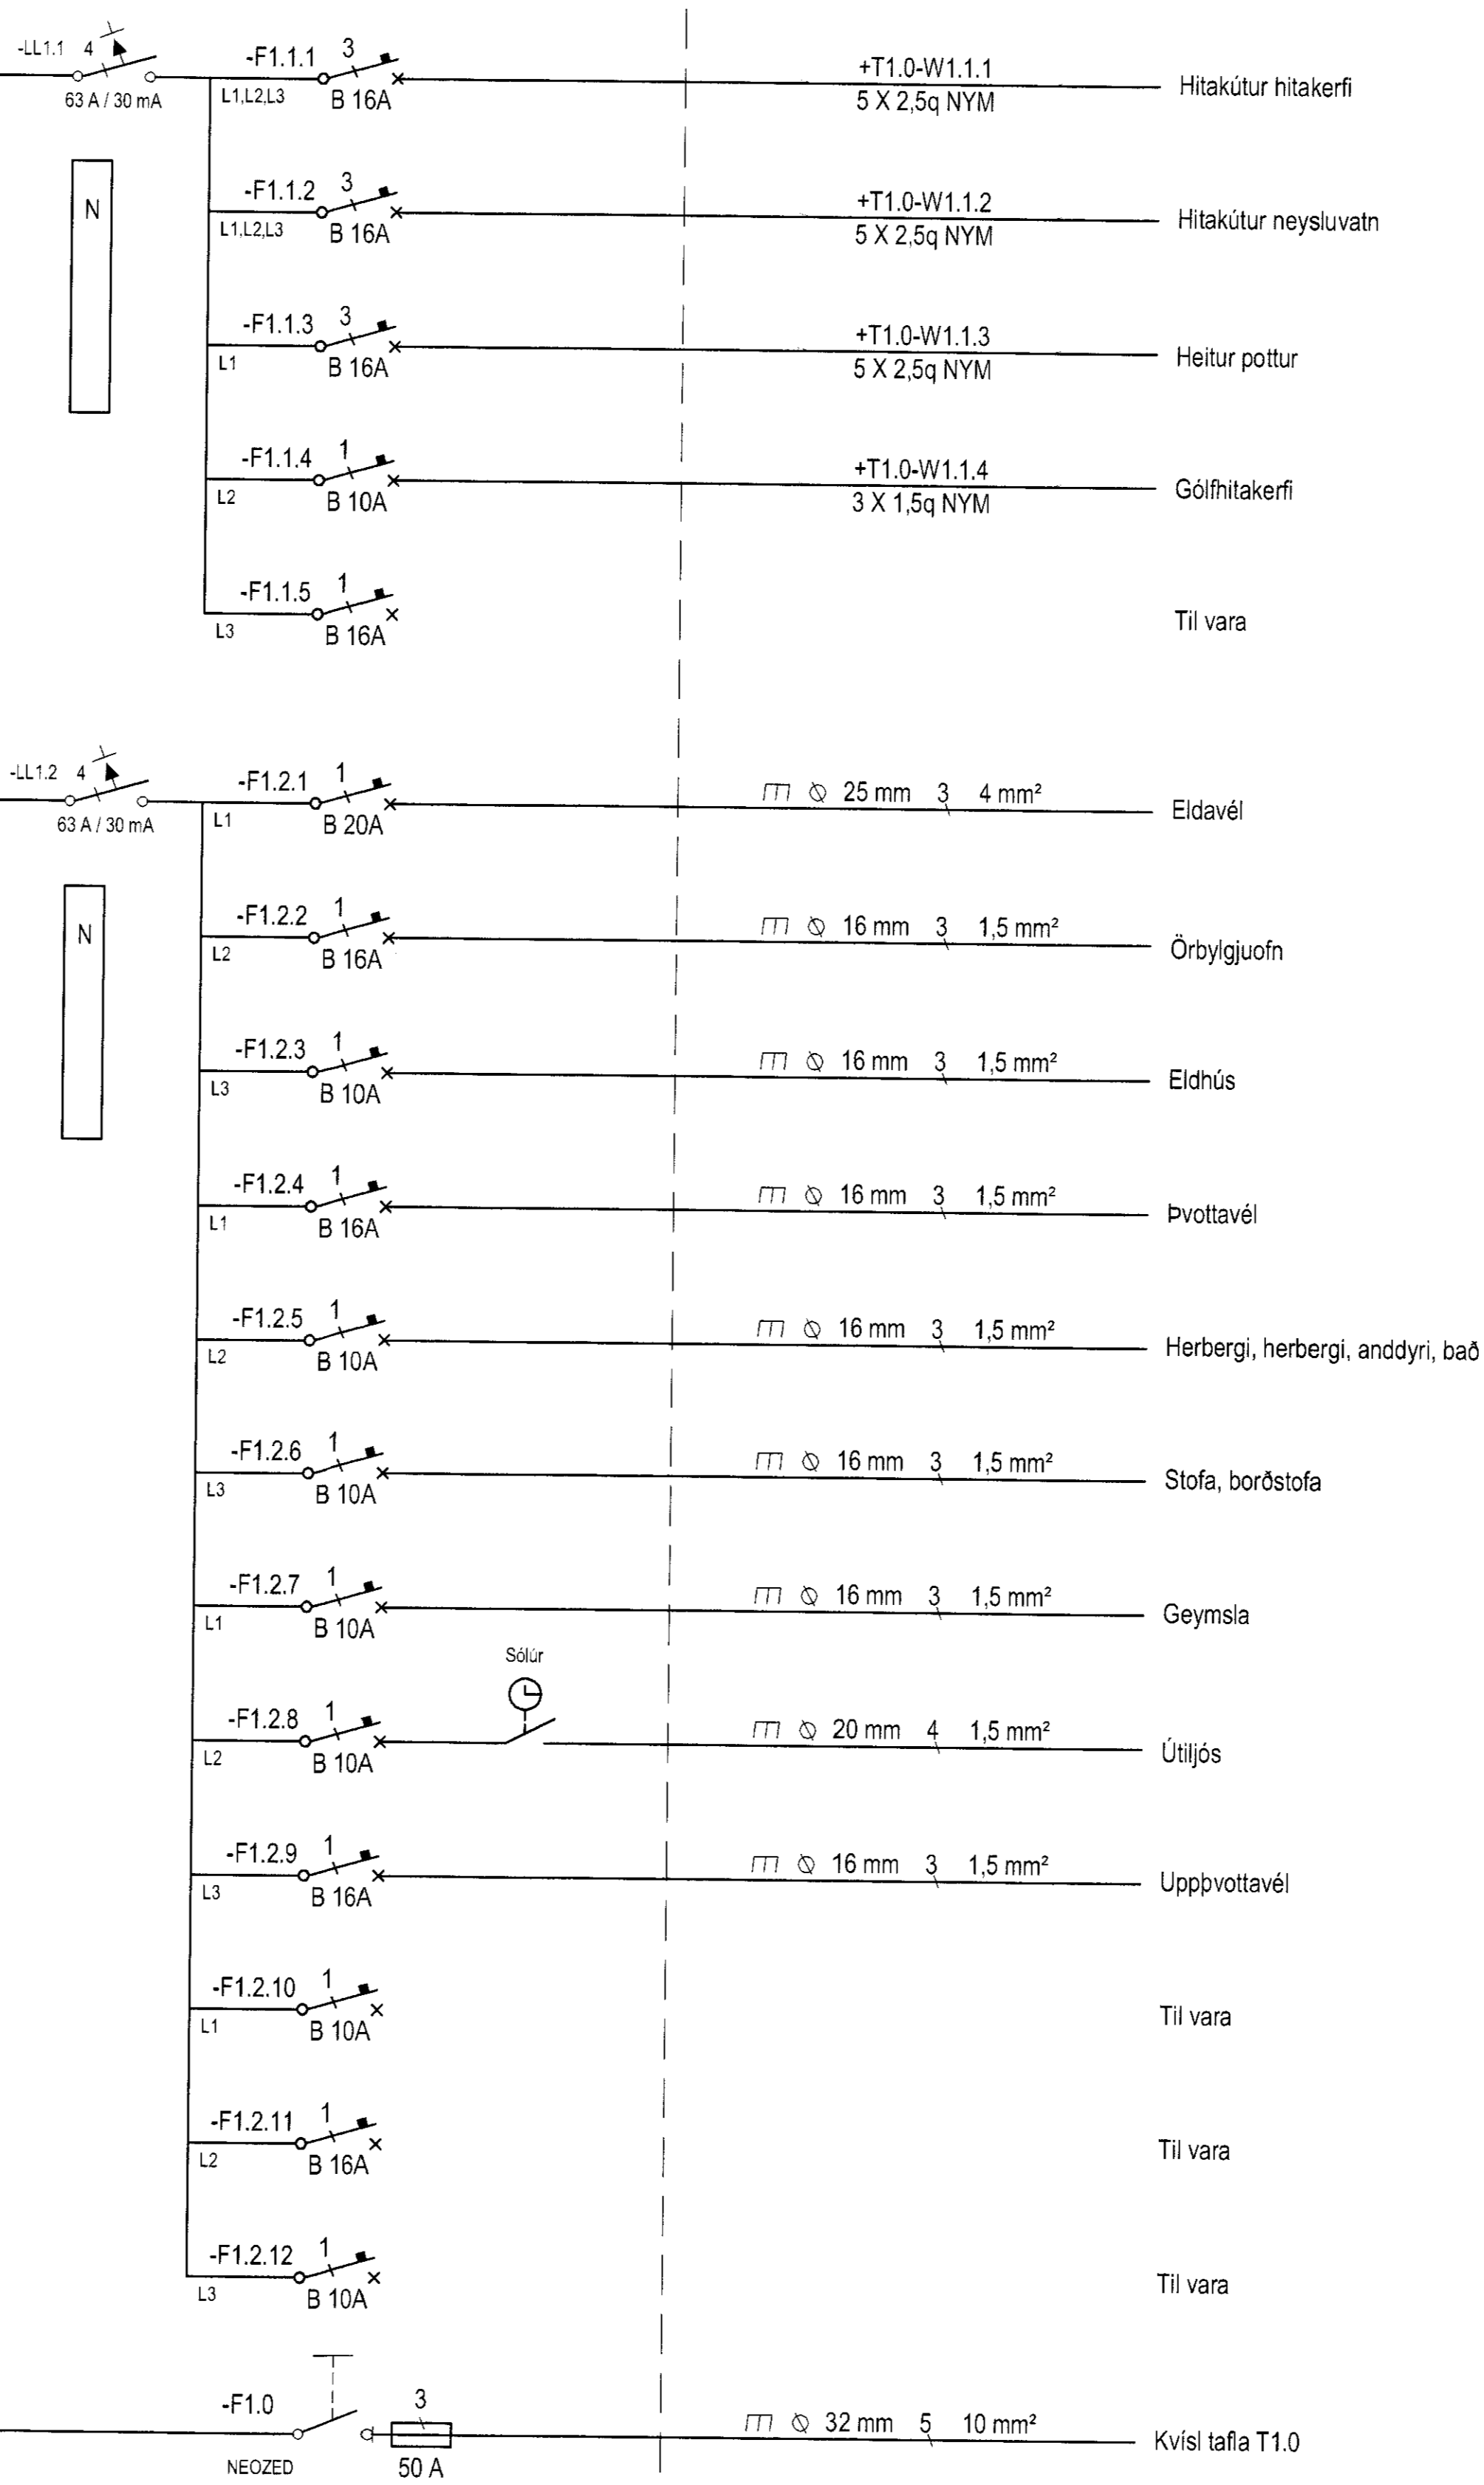 -LL1.1 4
63 A / 30 mA
N
-F1.1.1 3
L1,L2,L3 B 16A
+T1.0-W1.1.1
5 X 2,5q NYM
Hitakútur hitakerfi
-F1.1.2 3
L1,L2,L3 B 16A
+T1.0-W1.1.2
5 X 2,5q NYM
Hitakútur neysluvatn
-F1.1.3 3
L1 B 16A
+T1.0-W1.1.3
5 X 2,5q NYM
Heitur pottur
-F1.1.4 1
L2 B 10A
+T1.0-W1.1.4
3 X 1,5q NYM
Gólfhitakerfi
-F1.1.5 1
L3 B 16A
Til vara
-LL1.2 4
63 A / 30 mA
N
-F1.2.1 1
L1 B 20A
25 mm 3 4 mm²
Eldavél
-F1.2.2 1
L2 B 16A
16 mm 3 1,5 mm²
Örbylgjuofn
-F1.2.3 1
L3 B 10A
16 mm 3 1,5 mm²
Eldhús
-F1.2.4 1
L1 B 16A
16 mm 3 1,5 mm²
Þvottavél
-F1.2.5 1
L2 B 10A
16 mm 3 1,5 mm²
Herbergi, herbergi, anddyri, bað
-F1.2.6 1
L3 B 10A
16 mm 3 1,5 mm²
Stofa, borðstofa
-F1.2.7 1
L1 B 10A
16 mm 3 1,5 mm²
Geymsla
Sólúr
-F1.2.8 1
L2 B 10A
20 mm 4 1,5 mm²
Útiljós
-F1.2.9 1
L3 B 16A
16 mm 3 1,5 mm²
Uppþvottavél
-F1.2.10 1
L1 B 10A
Til vara
-F1.2.11 1
L2 B 16A
Til vara
-F1.2.12 1
L3 B 10A
Til vara
-F1.0 3
NEOZED 50 A
32 mm 5 10 mm²
Kvísl tafla T1.0